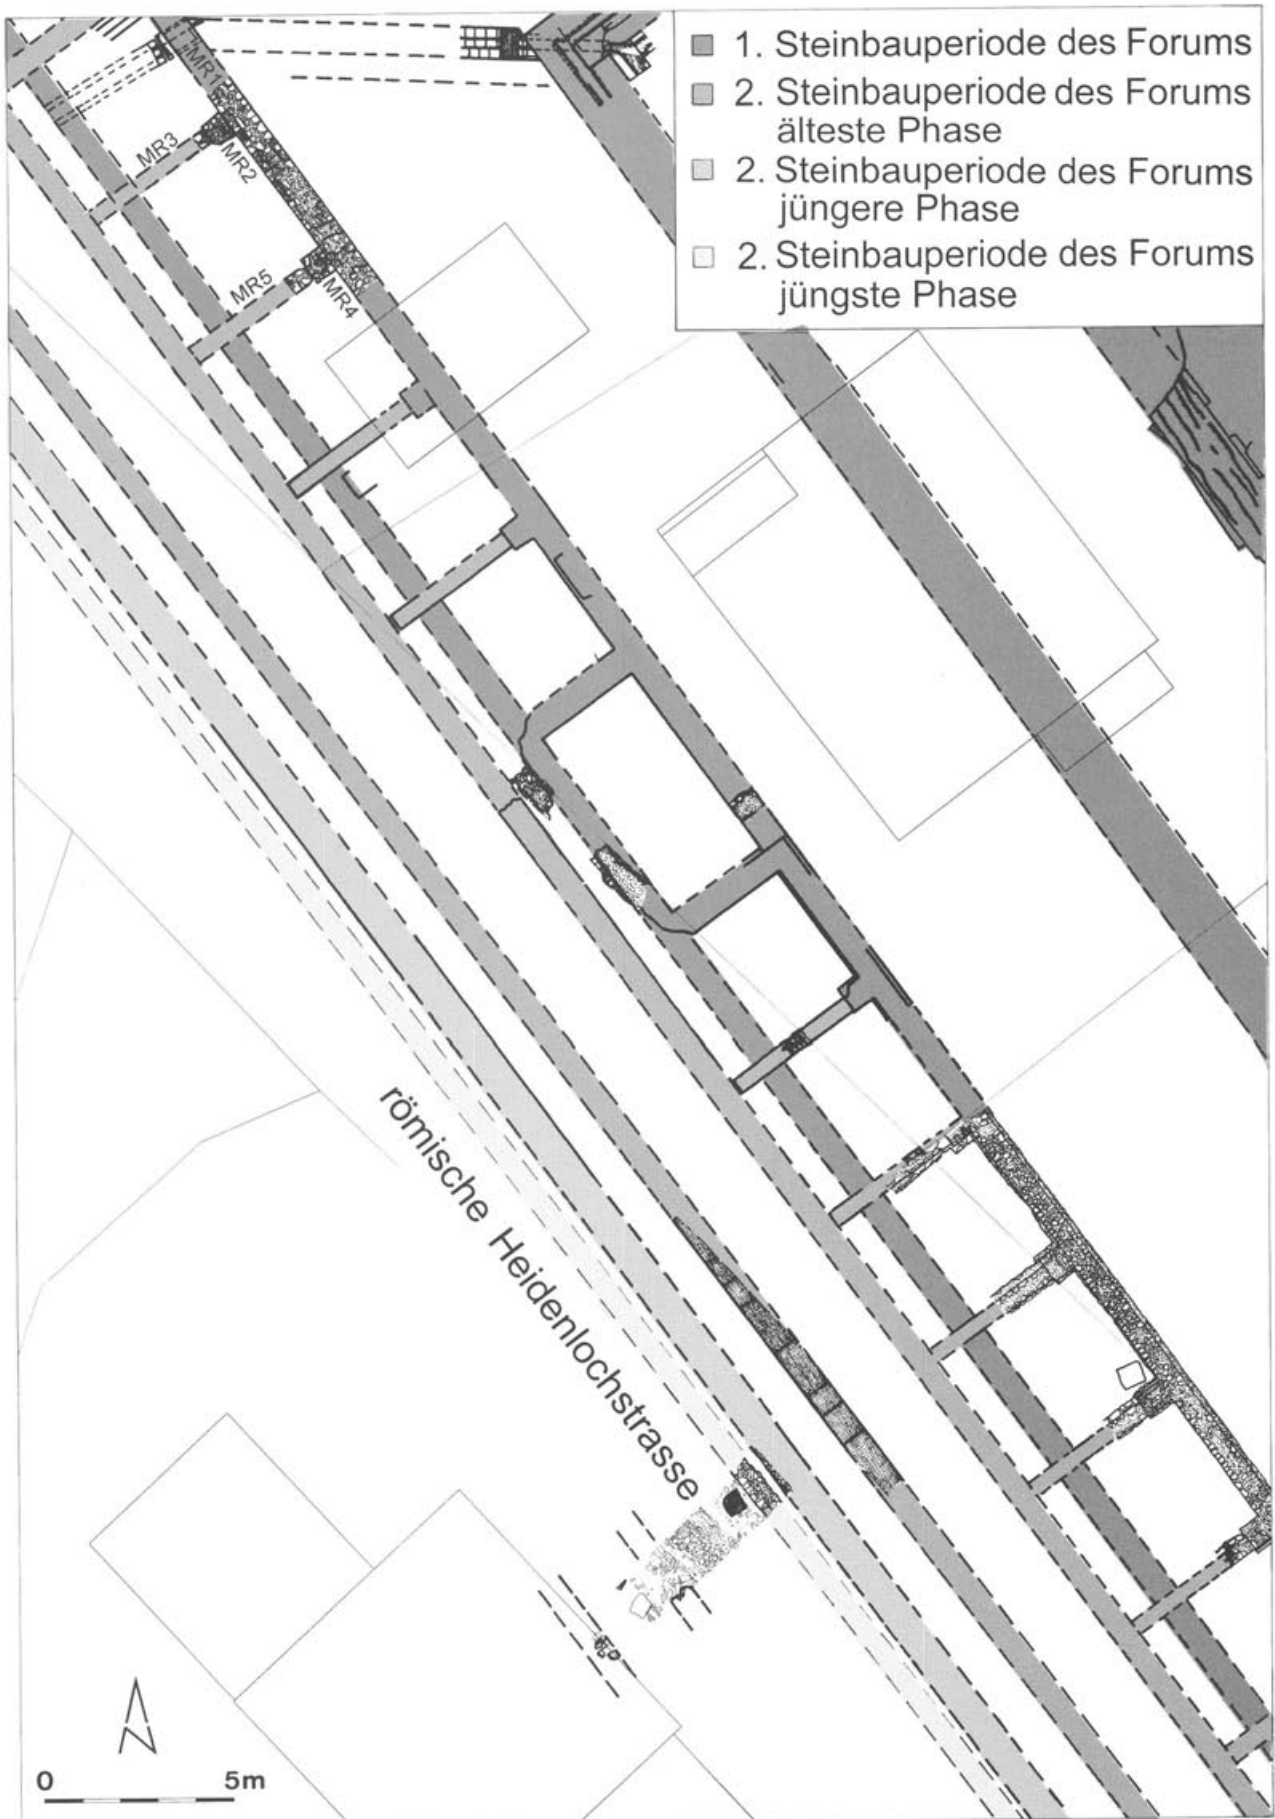 1. Steinbauperiode des Forums
2. Steinbauperiode des Forums
älteste Phase
2. Steinbauperiode des Forums
jüngere Phase
2. Steinbauperiode des Forums
jüngste Phase
MR1
MR3
MR2
MR5
MR4
römische Heidenlochstrasse
0 5m